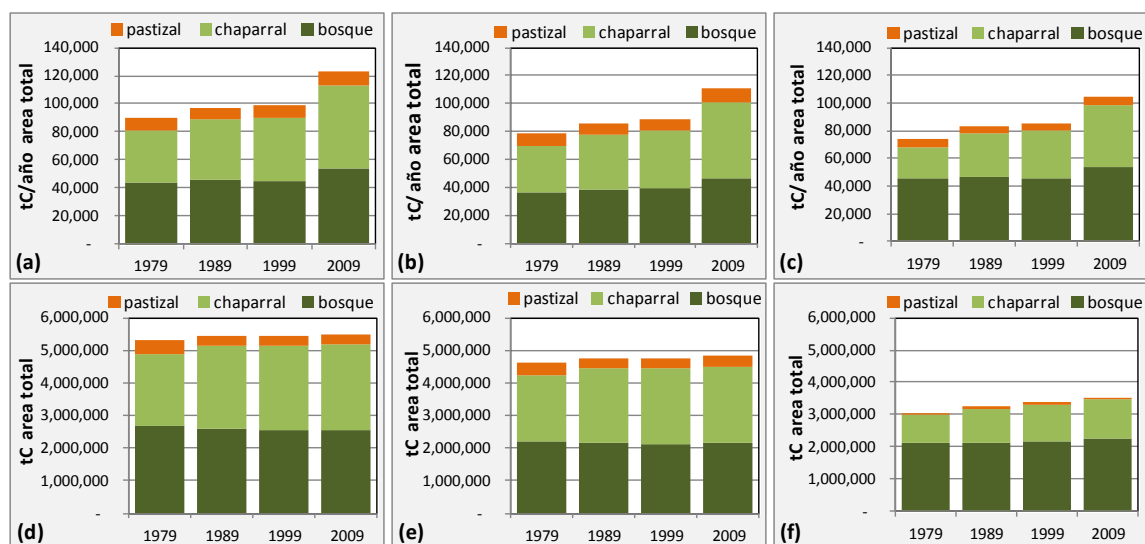 pastizal chaparral bosque
140,000
120,000
100,000
80,000
60,000
40,000
20,000
-
tC/ año area total
1979 1989 1999 2009
(a)
pastizal chaparral bosque
140,000
120,000
100,000
80,000
60,000
40,000
20,000
-
tC/ año area total
1979 1989 1999 2009
(b)
pastizal chaparral bosque
140,000
120,000
100,000
80,000
60,000
40,000
20,000
-
tC/ año area total
1979 1989 1999 2009
(c)
pastizal chaparral bosque
6,000,000
5,000,000
4,000,000
3,000,000
2,000,000
1,000,000
-
tC area total
1979 1989 1999 2009
(d)
pastizal chaparral bosque
6,000,000
5,000,000
4,000,000
3,000,000
2,000,000
1,000,000
-
tC area total
1979 1989 1999 2009
(e)
pastizal chaparral bosque
6,000,000
5,000,000
4,000,000
3,000,000
2,000,000
1,000,000
-
tC area total
1979 1989 1999 2009
(f)